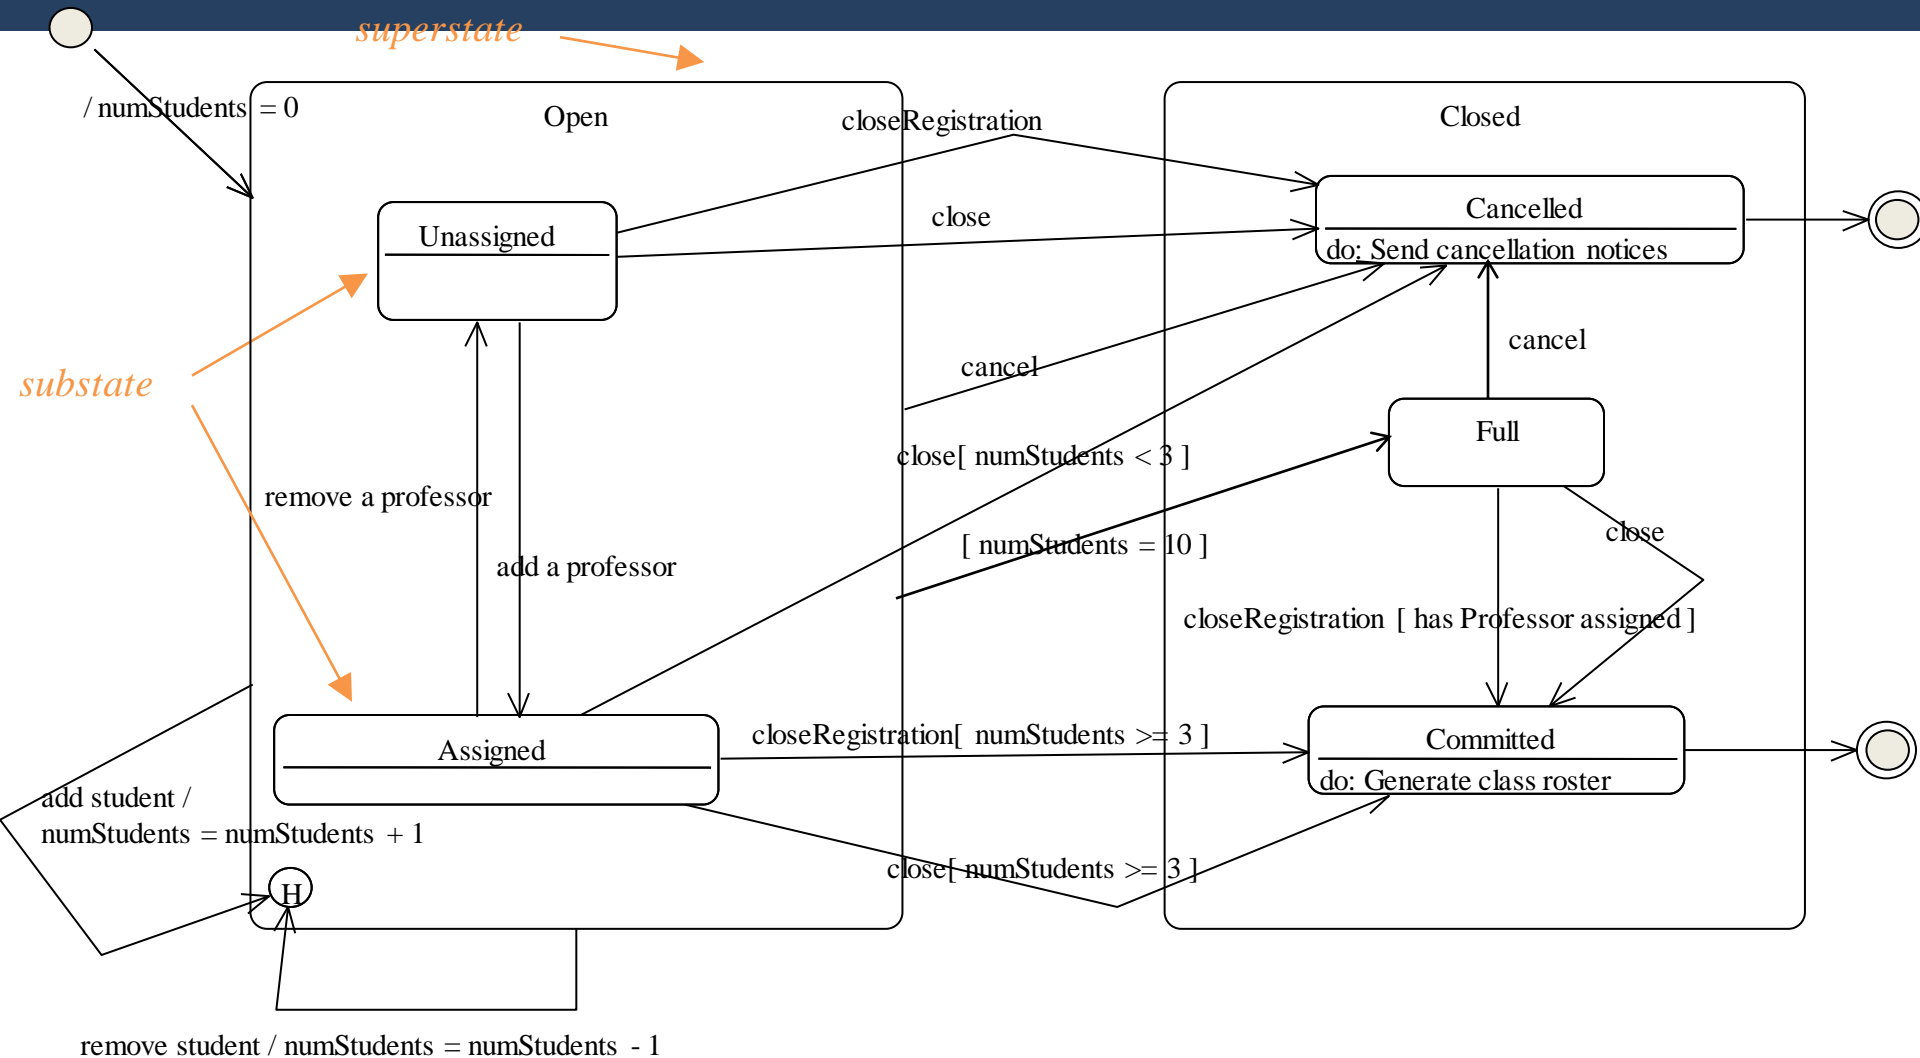 superstate
/ numStudents = 0
Open
closeRegistration
Closed
Unassigned
close
Cancelled
do: Send cancellation notices
cancel
cancel
substate
close[ numStudents < 3 ]
Full
remove a professor
[ numStudents = 10 ]
close
add a professor
closeRegistration [ has Professor assigned ]
Assigned
closeRegistration[ numStudents >= 3 ]
Committed
do: Generate class roster
add student /
numStudents = numStudents + 1
close[ numStudents >= 3 ]
H
remove student / numStudents = numStudents - 1